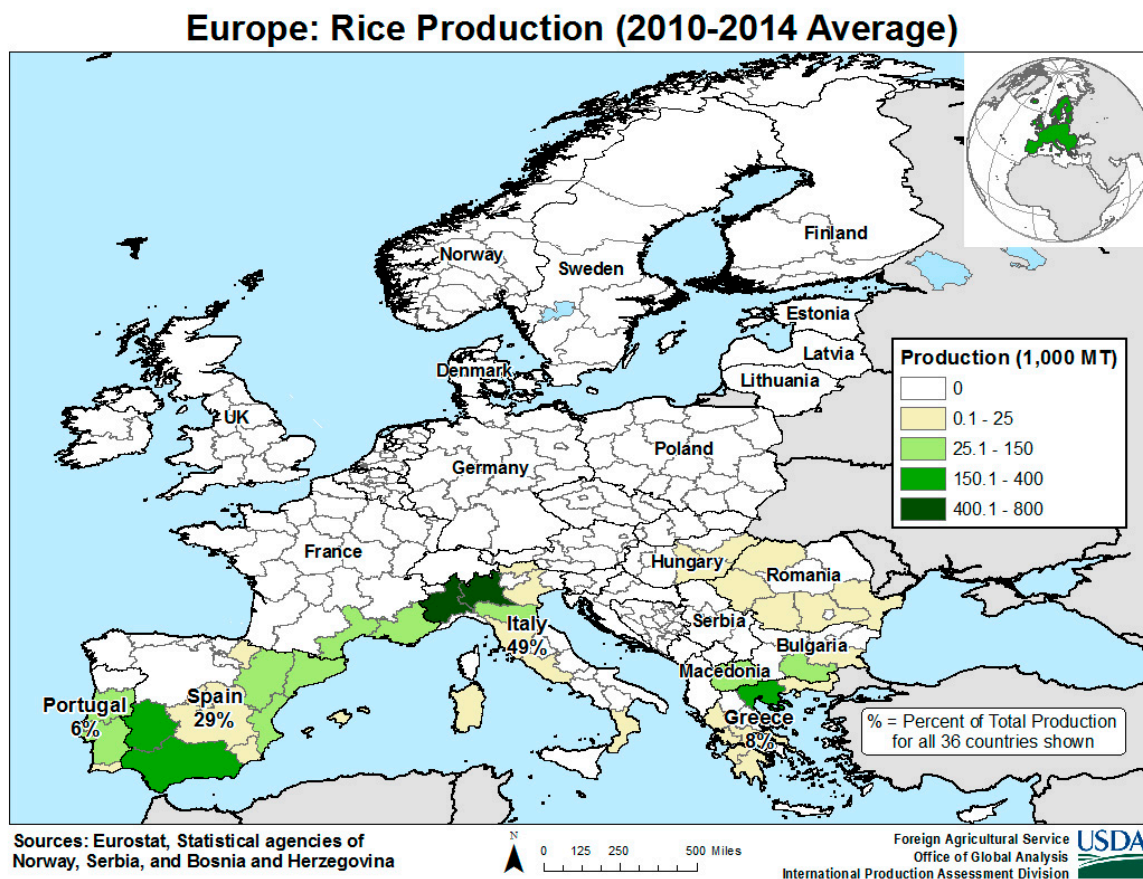 Europe: Rice Production (2010-2014 Average)
Norway
Sweden
Finland
Estonia
Latvia
Lithuania
Denmark
UK
Poland
Germany
France
Hungary
Romania
Serbia
Italy
49%
Bulgaria
Macedonia
Portugal
6%
Spain
29%
Greece
8%
Production (1,000 MT)
0
0.1 - 25
25.1 - 150
150.1 - 400
400.1 - 800
% = Percent of Total Production
for all 36 countries shown
Sources: Eurostat, Statistical agencies of
Norway, Serbia, and Bosnia and Herzegovina
N
0 125 250 500 Miles
Foreign Agricultural Service
Office of Global Analysis
International Production Assessment Division
USDA